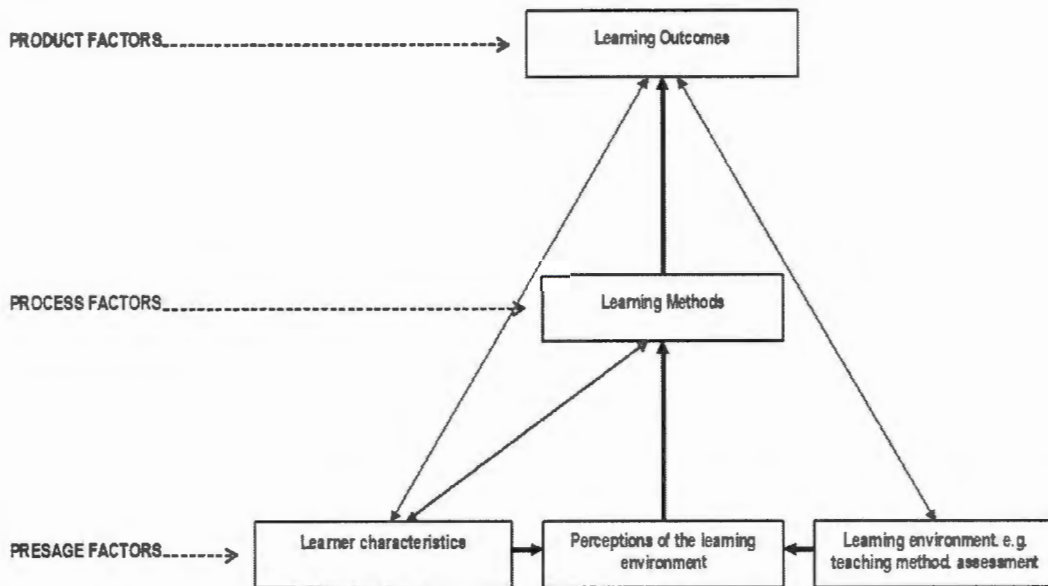 PRODUCT FACTORS
Learning Outcomes
PROCESS FACTORS
Learning Methods
PRESAGE FACTORS
Learner characteristics
Perceptions of the learning
environment
Learning environment. e.g.
teaching method. assessment